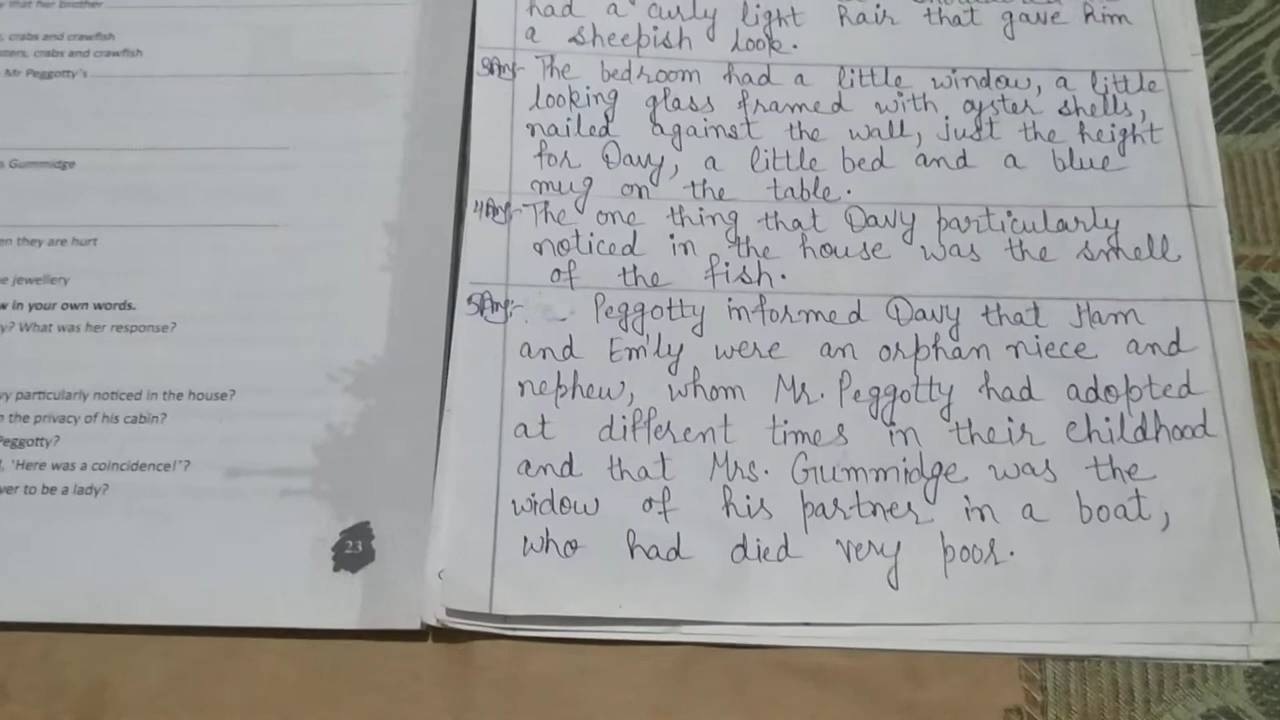 that her brother
, crabs and crawfish
sters, crabs and crawfish
Mr Peggotty's
Gummidge
en they are hurt
e jewellery
w in your own words.
y? What was her response?
vy particularly noticed in the house?
n the privacy of his cabin?
Peggotty?
, 'Here was a coincidence!'?
ver to be a lady?
23
had a curly light hair that gave him
a sheepish look.
3Ans- The bedroom had a little window, a little
looking glass framed with oyster shells,
nailed against the wall, just the height
for Davy, a little bed and a blue
mug on the table.
4Ans- The one thing that Davy particularly
noticed in the house was the smell
of the fish.
5Ans:- Peggotty informed Davy that Ham
and Em'ly were an orphan niece and
nephew, whom Mr. Peggotty had adopted
at different times in their childhood
and that Mrs. Gummidge was the
widow of his partner in a boat,
who had died very poor.